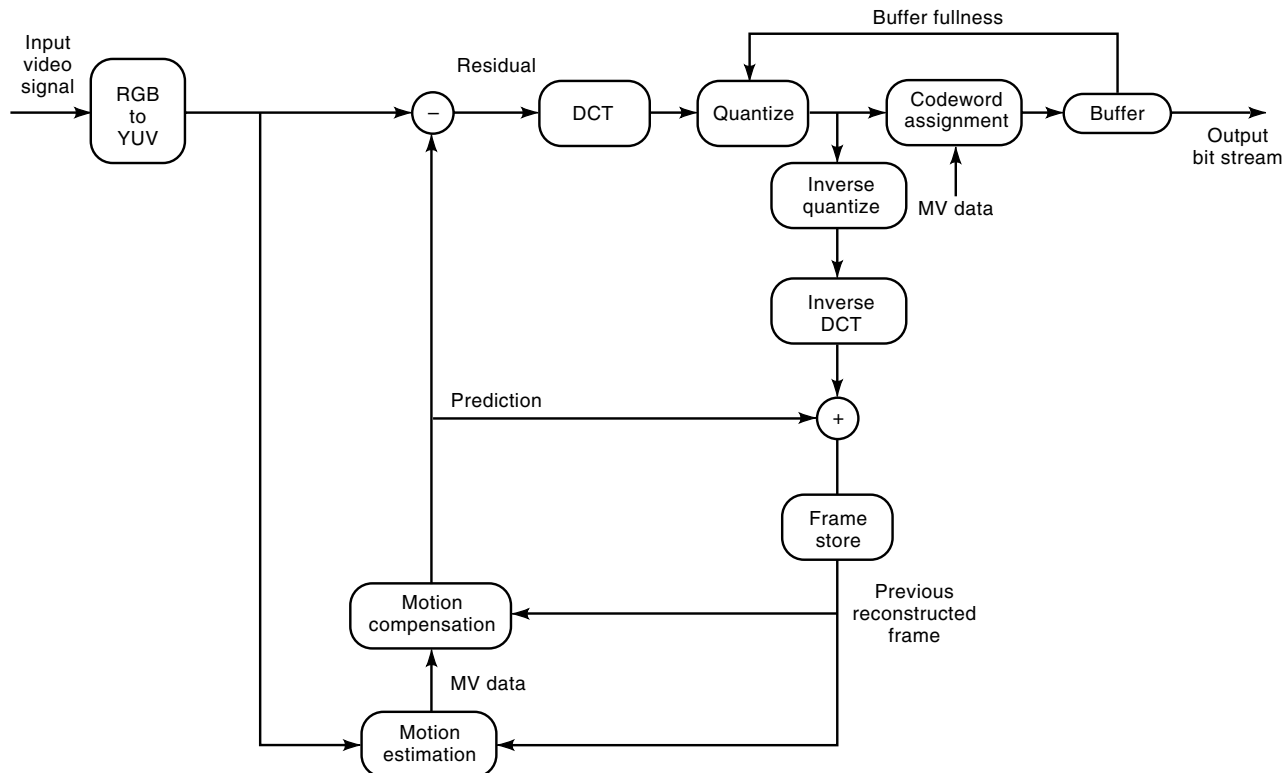 Buffer fullness
Input
video
signal
RGB
to
YUV
–
Residual
DCT
Quantize
Codeword
assignment
Buffer
Output
bit stream
Inverse
quantize
MV data
Inverse
DCT
Prediction
+
Frame
store
Previous
reconstructed
frame
Motion
compensation
MV data
Motion
estimation